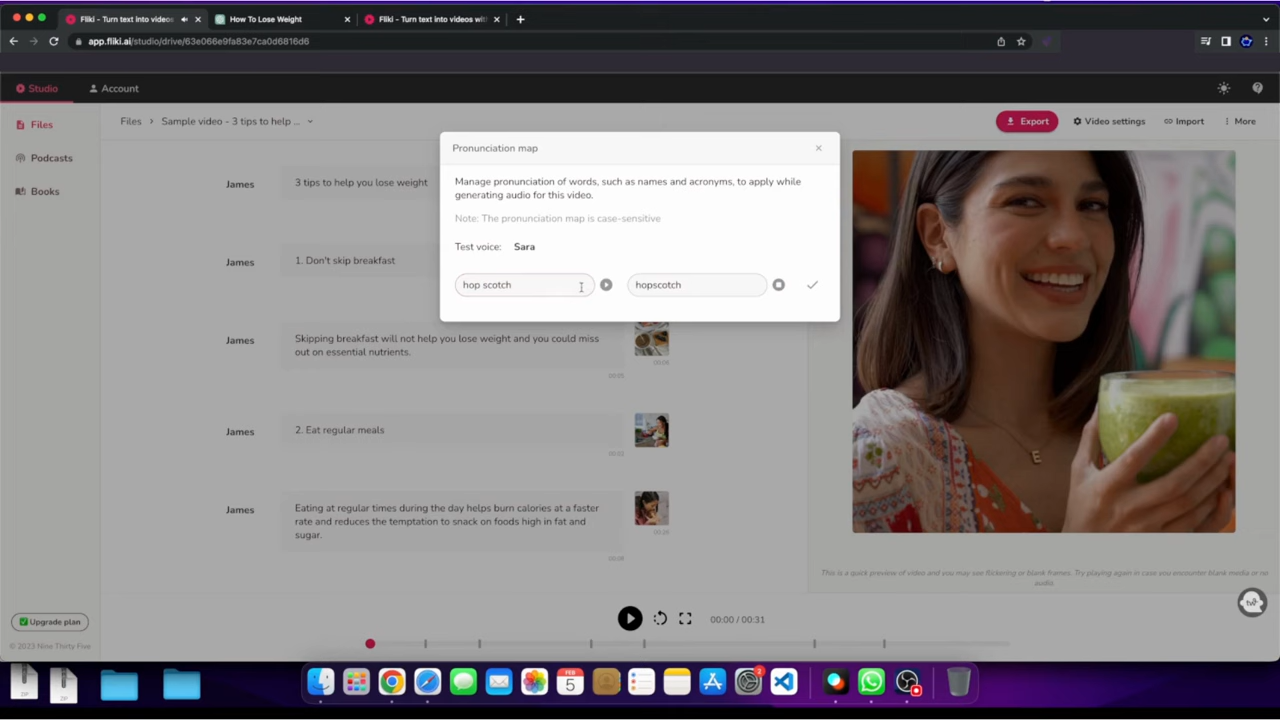 Fliki - Turn text into videos
How To Lose Weight
Fliki - Turn text into videos wit
app.fliki.ai/studio/drive/63e066e9fa83e7ca0d6816d6
Studio
Account
Files
Podcasts
Books
Files > Sample video - 3 tips to help ...
Export
Video settings
Import
More
Pronunciation map
Manage pronunciation of words, such as names and acronyms, to apply while
generating audio for this video.
Note: The pronunciation map is case-sensitive
Test voice: Sara
hop scotch
hopscotch
James
3 tips to help you lose weight
James
1. Don't skip breakfast
James
Skipping breakfast will not help you lose weight and you could miss
out on essential nutrients.
00:05
James
2. Eat regular meals
James
Eating at regular times during the day helps burn calories at a faster
rate and reduces the temptation to snack on foods high in fat and
sugar.
This is a quick preview of video and you may see flickering or blank frames. Try playing again in case you encounter blank media or no
audio
00:00 / 00:31
Upgrade plan
© 2023 Nine Thirty Five
ZIP
ZIP
FEB
5
2